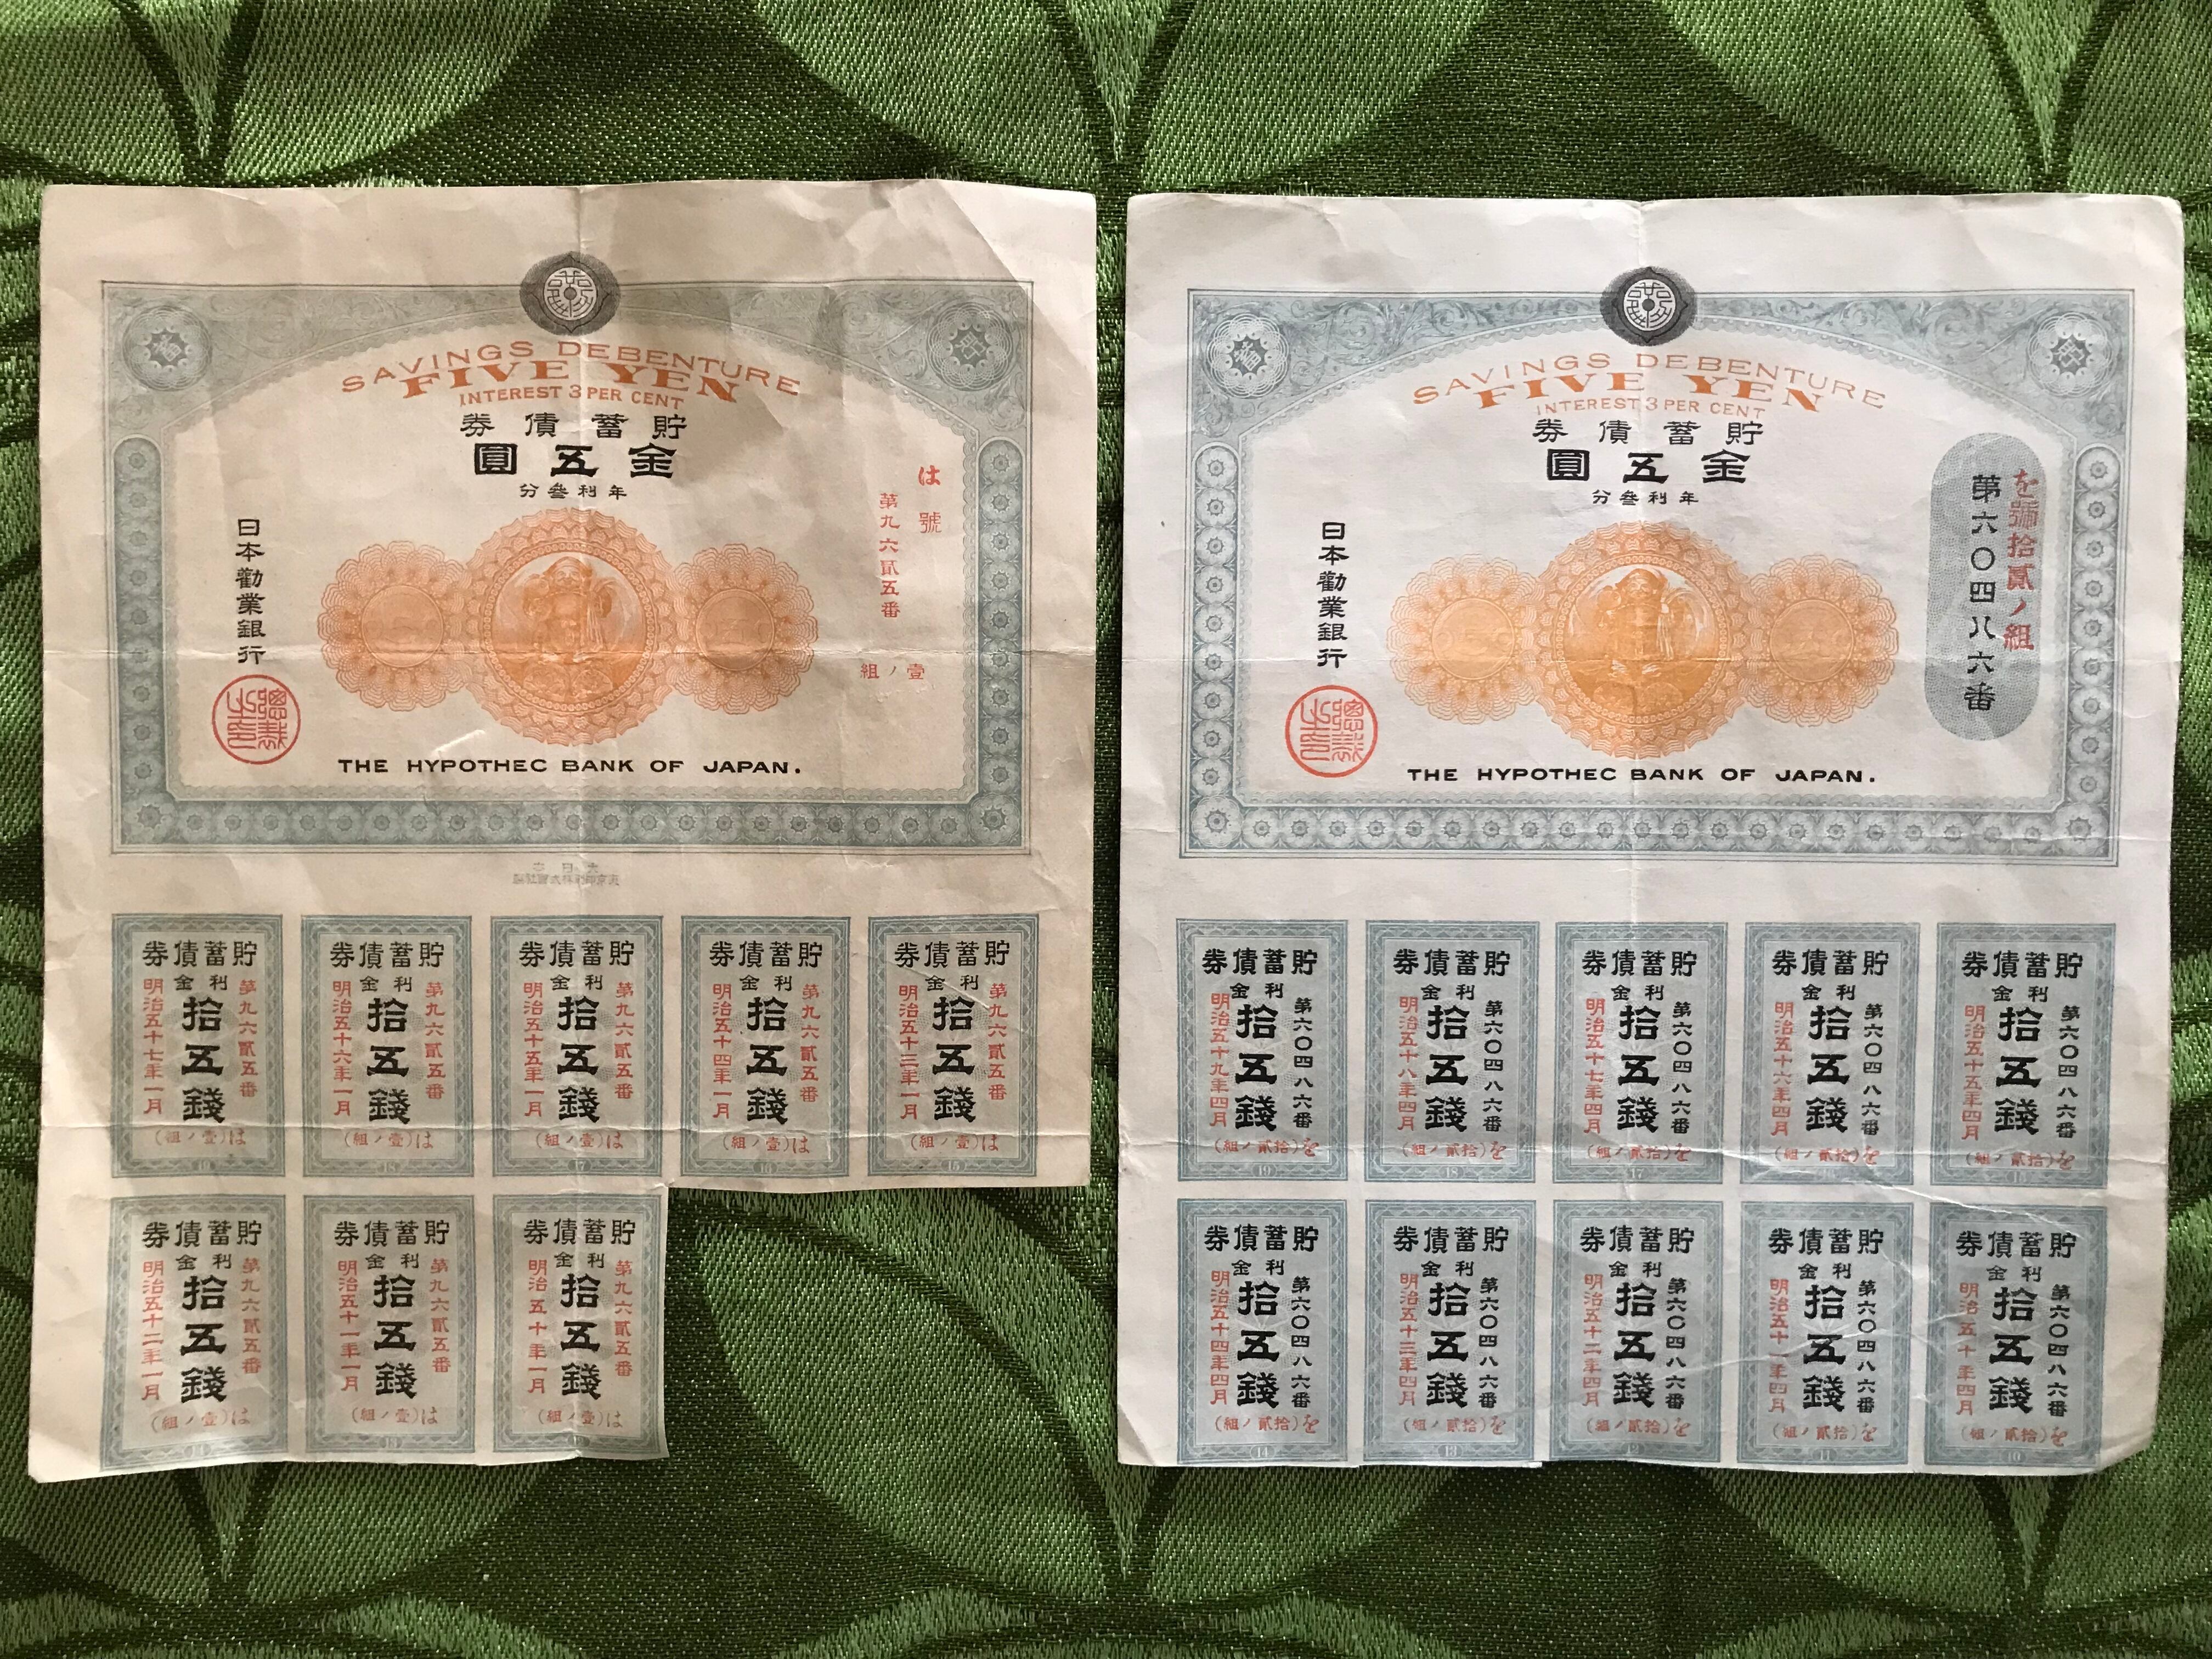 SAVINGS DEBENTURE
FIVE YEN
INTEREST 3 PER CENT
貯蓄債券
金五圓
年利叁分
は號
第九六貳五番
壹ノ組
日本勸業銀行
總裁之印
THE HYPOTHEC BANK OF JAPAN.
貯蓄債券
利金
第九六貳五番
拾五錢
明治五十七年一月
は(壹ノ組)
19
貯蓄債券
利金
第九六貳五番
拾五錢
明治五十六年一月
は(壹ノ組)
18
貯蓄債券
利金
第九六貳五番
拾五錢
明治五十五年一月
は(壹ノ組)
17
貯蓄債券
利金
第九六貳五番
拾五錢
明治五十四年一月
は(壹ノ組)
16
貯蓄債券
利金
第九六貳五番
拾五錢
明治五十三年一月
は(壹ノ組)
15
貯蓄債券
利金
第九六貳五番
拾五錢
明治五十二年一月
は(壹ノ組)
14
貯蓄債券
利金
第九六貳五番
拾五錢
明治五十一年一月
は(壹ノ組)
13
貯蓄債券
利金
第九六貳五番
拾五錢
明治五十年一月
は(壹ノ組)
SAVINGS DEBENTURE
FIVE YEN
INTEREST 3 PER CENT
貯蓄債券
金五圓
年利叁分
を號拾貳ノ組
第六〇四八六番
日本勸業銀行
總裁之印
THE HYPOTHEC BANK OF JAPAN.
貯蓄債券
利金
第六〇四八六番
拾五錢
明治五十九年四月
を(拾貳ノ組)
19
貯蓄債券
利金
第六〇四八六番
拾五錢
明治五十八年四月
を(拾貳ノ組)
18
貯蓄債券
利金
第六〇四八六番
拾五錢
明治五十七年四月
を(拾貳ノ組)
17
貯蓄債券
利金
第六〇四八六番
拾五錢
明治五十六年四月
を(拾貳ノ組)
貯蓄債券
利金
第六〇四八六番
拾五錢
明治五十五年四月
を(拾貳ノ組)
15
貯蓄債券
利金
第六〇四八六番
拾五錢
明治五十四年四月
を(拾貳ノ組)
14
貯蓄債券
利金
第六〇四八六番
拾五錢
明治五十三年四月
を(拾貳ノ組)
13
貯蓄債券
利金
第六〇四八六番
拾五錢
明治五十二年四月
を(拾貳ノ組)
12
貯蓄債券
利金
第六〇四八六番
拾五錢
明治五十一年四月
を(拾貳ノ組)
11
貯蓄債券
利金
第六〇四八六番
拾五錢
明治五十年四月
を(拾貳ノ組)
10